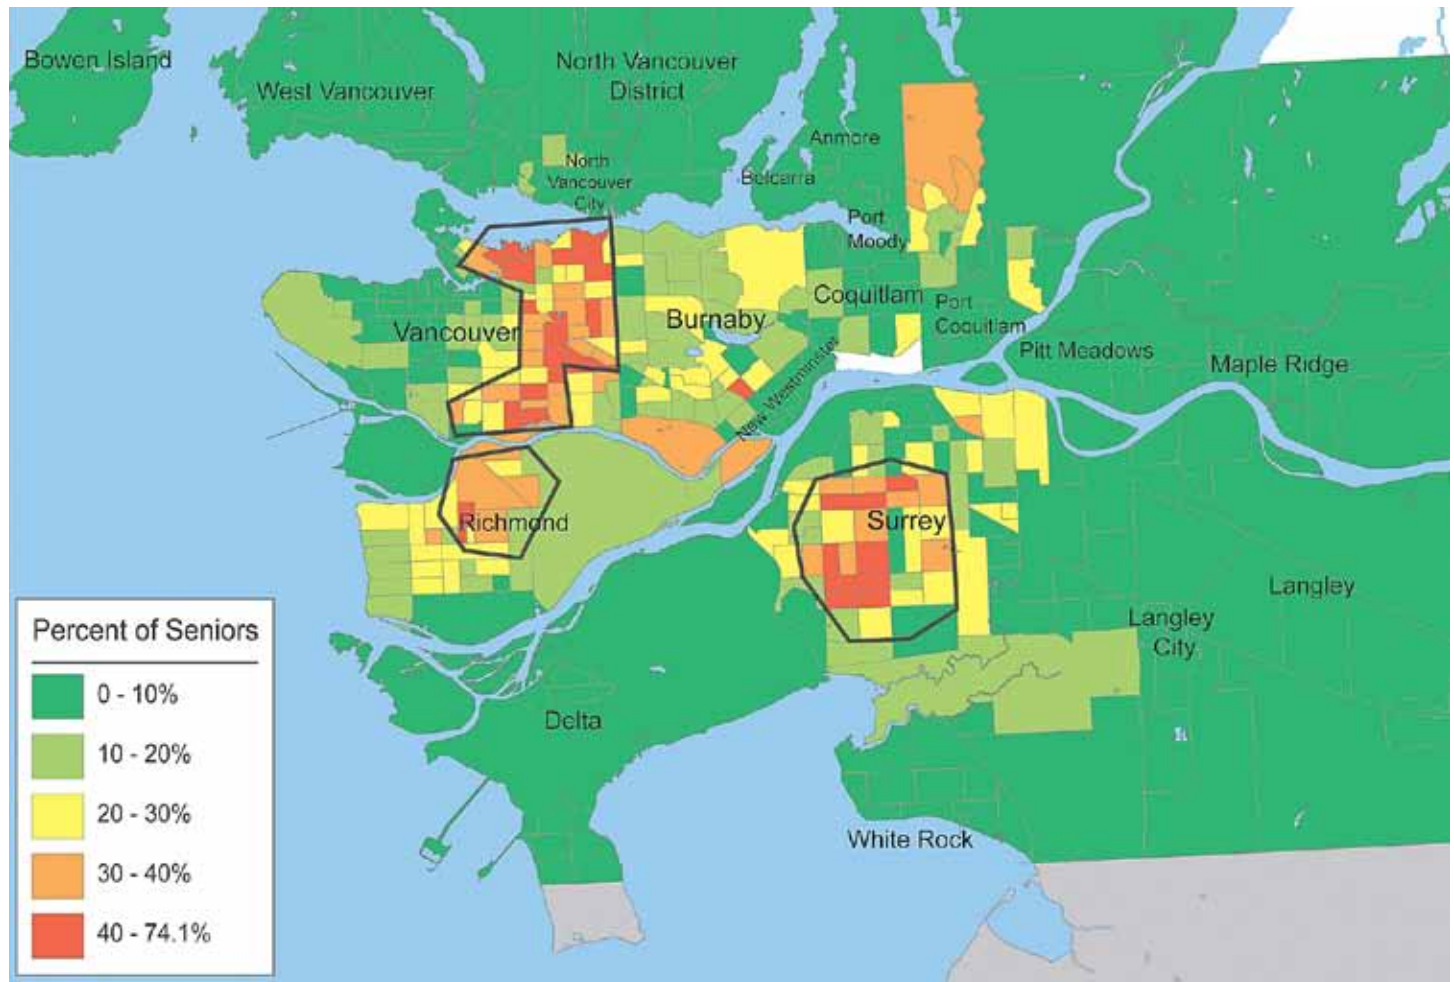 Bowen Island
West Vancouver
North Vancouver
District
Anmore
North
Vancouver
City
Belcarra
Port
Moody
Coquitlam
Port
Coquitlam
Vancouver
Burnaby
New Westminster
Pitt Meadows
Maple Ridge
Richmond
Surrey
Langley
Langley
City
Delta
White Rock
Percent of Seniors
0 - 10%
10 - 20%
20 - 30%
30 - 40%
40 - 74.1%